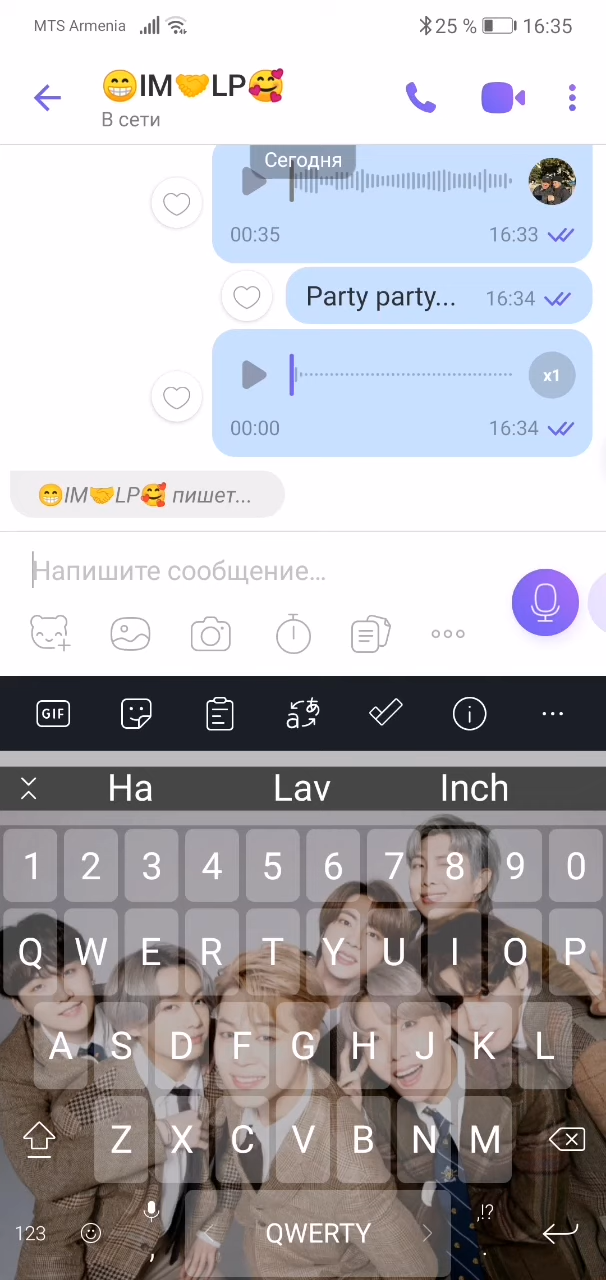 MTS Armenia 25 % 16:35
😁IM🤝LP🥰
В сети
Сегодня
00:35 16:33
Party party... 16:34
x1
00:00 16:34
😁IM🤝LP🥰 пишет...
Напишите сообщение...
GIF aあ i ...
Ha Lav Inch
1 2 3 4 5 6 7 8 9 0
Q W E R T Y U I O P
A S D F G H J K L
Z X C V B N M
123 , QWERTY ,!? .